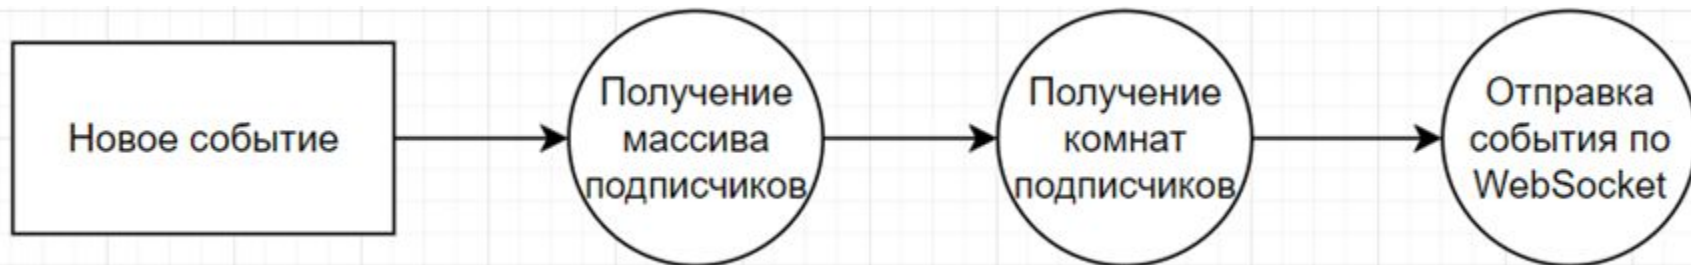 Новое событие
Получение
массива
подписчиков
Получение
комнат
подписчиков
Отправка
события по
WebSocket